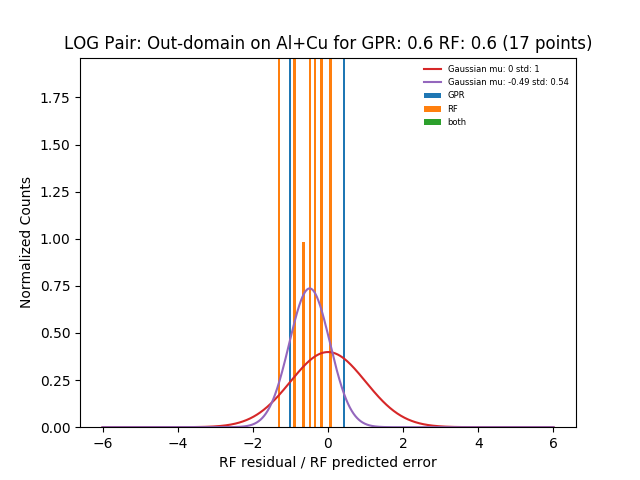 LOG Pair: Out-domain on Al+Cu for GPR: 0.6 RF: 0.6 (17 points)
Gaussian mu: 0 std: 1
Gaussian mu: -0.49 std: 0.54
GPR
RF
both
Normalized Counts
1.75
1.50
1.25
1.00
0.75
0.50
0.25
0.00
−6 −4 −2 0 2 4 6
RF residual / RF predicted error